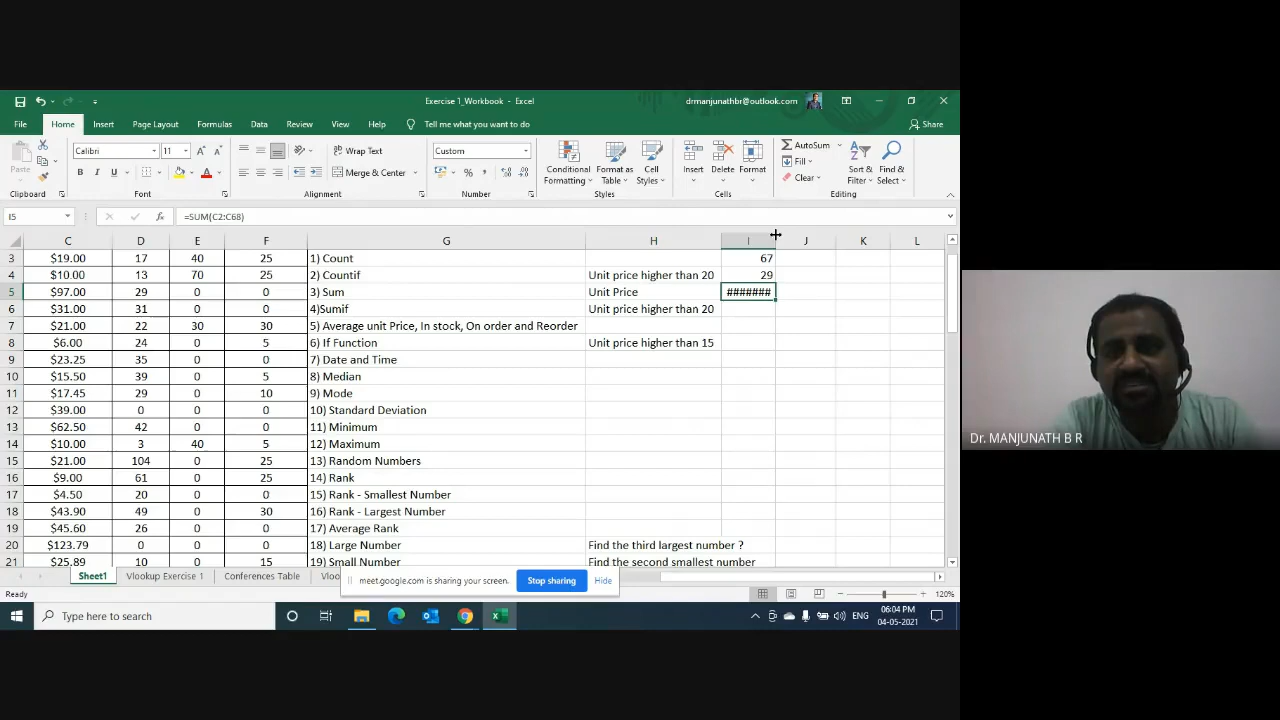 Exercise 1_Workbook - Excel
drmanjunathbr@outlook.com
File Home Insert Page Layout Formulas Data Review View Help Tell me what you want to do Share
Paste
Calibri 11
Wrap Text
Merge & Center
Custom
Conditional Formatting
Format as Table
Cell Styles
Insert Delete Format
AutoSum
Fill
Clear
Sort & Filter
Find & Select
Clipboard Font Alignment Number Styles Cells Editing
I5 =SUM(C2:C68)
C D E F G H I J K L
3 $19.00 17 40 25 1) Count 67
4 $10.00 13 70 25 2) Countif Unit price higher than 20 29
5 $97.00 29 0 0 3) Sum Unit Price #######
6 $31.00 31 0 0 4)Sumif Unit price higher than 20
7 $21.00 22 30 30 5) Average unit Price, In stock, On order and Reorder
8 $6.00 24 0 5 6) If Function Unit price higher than 15
9 $23.25 35 0 0 7) Date and Time
10 $15.50 39 0 5 8) Median
11 $17.45 29 0 10 9) Mode
12 $39.00 0 0 0 10) Standard Deviation
13 $62.50 42 0 0 11) Minimum
14 $10.00 3 40 5 12) Maximum
15 $21.00 104 0 25 13) Random Numbers
16 $9.00 61 0 25 14) Rank
17 $4.50 20 0 0 15) Rank - Smallest Number
18 $43.90 49 0 30 16) Rank - Largest Number
19 $45.60 26 0 0 17) Average Rank
20 $123.79 0 0 0 18) Large Number Find the third largest number ?
21 $25.89 10 0 15 19) Small Number Find the second smallest number
Sheet1 Vlookup Exercise 1 Conferences Table
meet.google.com is sharing your screen. Stop sharing Hide
Ready 120%
Type here to search
ENG
06:04 PM
04-05-2021
Dr. MANJUNATH B R